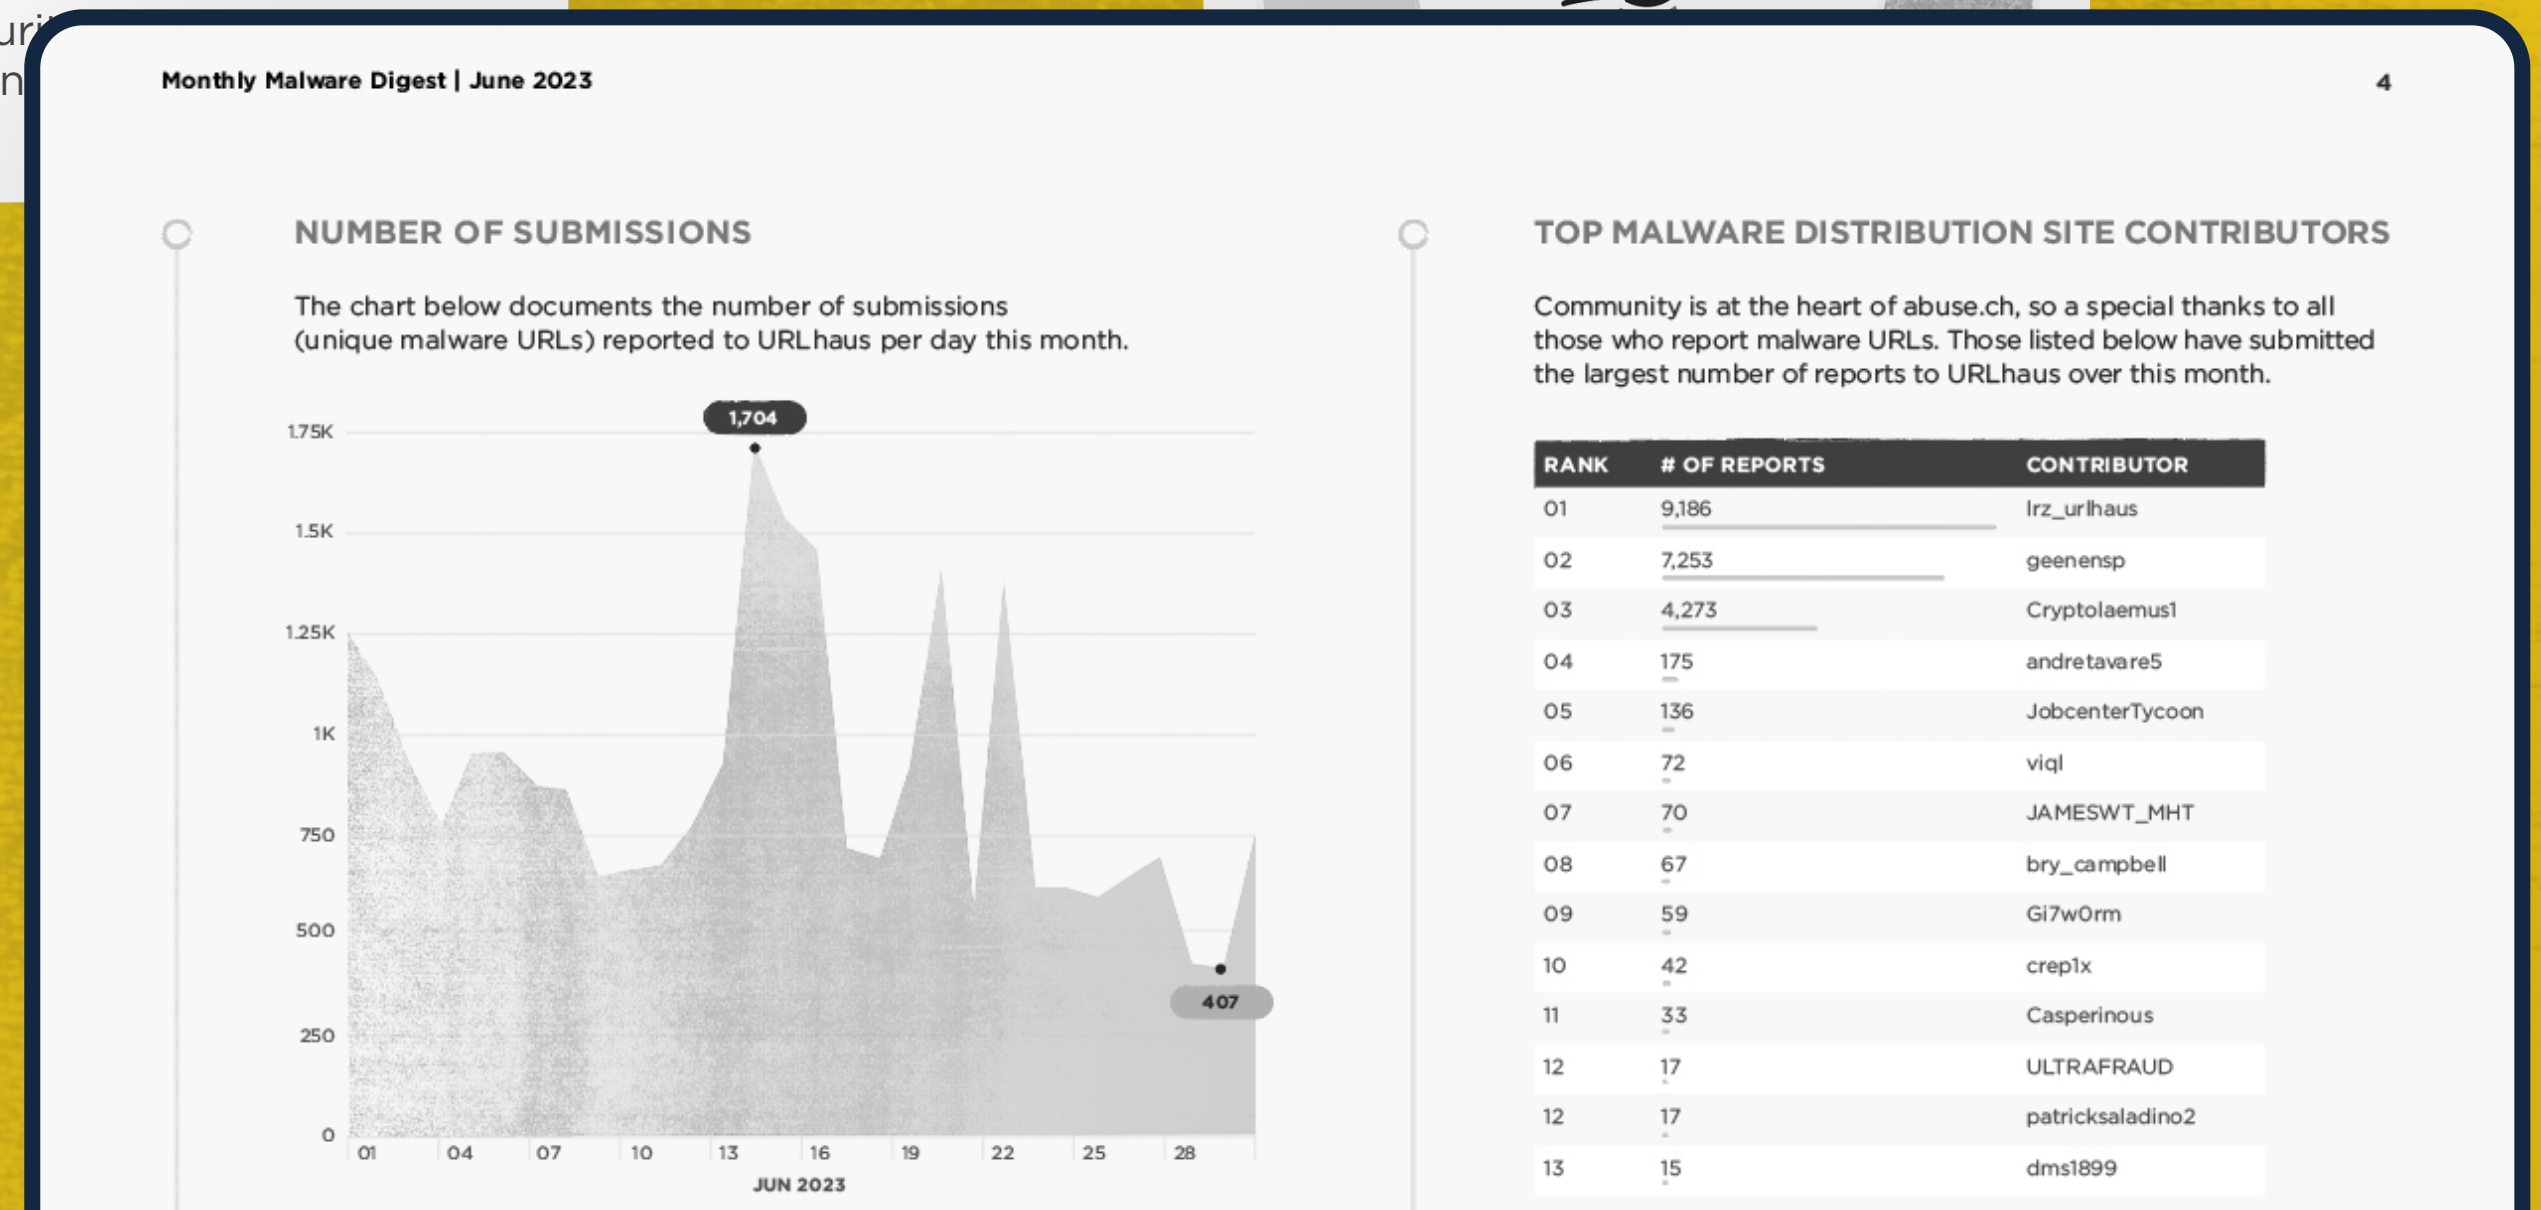 Monthly Malware Digest | June 2023
4
NUMBER OF SUBMISSIONS
The chart below documents the number of submissions
(unique malware URLs) reported to URLhaus per day this month.
1,704
1.75K
1.5K
1.25K
1K
750
500
250
0
407
01 04 07 10 13 16 19 22 25 28
JUN 2023
TOP MALWARE DISTRIBUTION SITE CONTRIBUTORS
Community is at the heart of abuse.ch, so a special thanks to all
those who report malware URLs. Those listed below have submitted
the largest number of reports to URLhaus over this month.
RANK # OF REPORTS CONTRIBUTOR
01 9,186 lrz_urlhaus
02 7,253 geenensp
03 4,273 Cryptolaemus1
04 175 andretavare5
05 136 JobcenterTycoon
06 72 viql
07 70 JAMESWT_MHT
08 67 bry_campbell
09 59 Gi7w0rm
10 42 crep1x
11 33 Casperinous
12 17 ULTRAFRAUD
12 17 patricksaladino2
13 15 dms1899